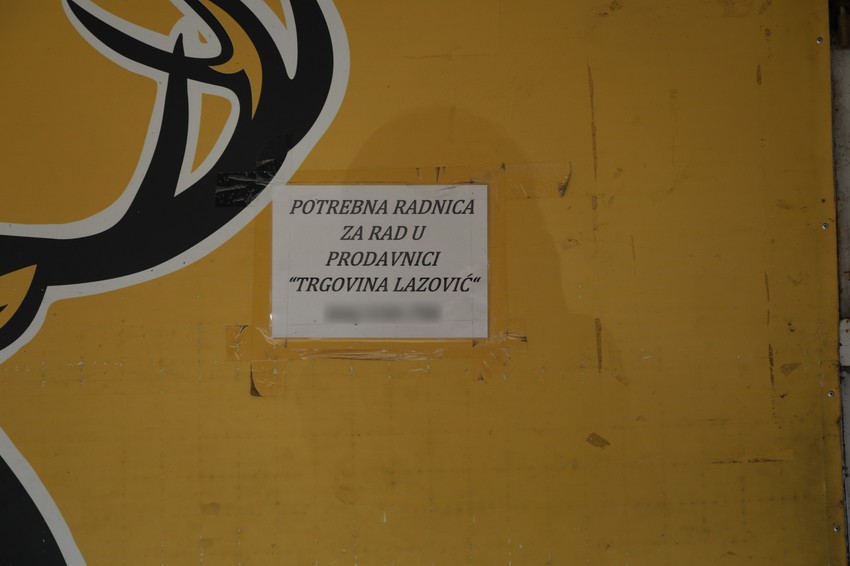 POTREBNA RADNICA
ZA RAD U
PRODAVNICI
“TRGOVINA LAZOVIĆ“